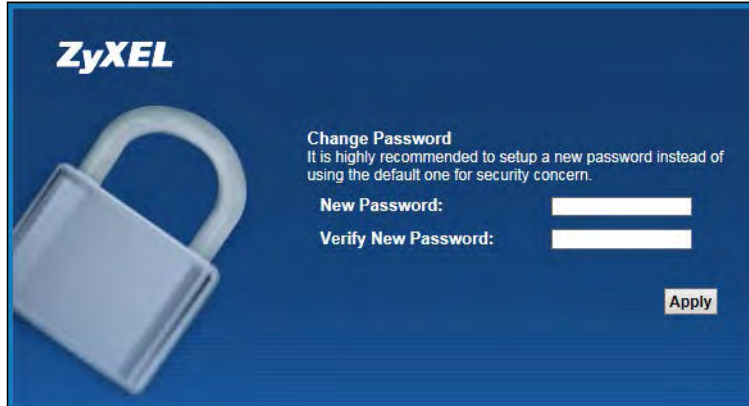 ZyXEL
Change Password
It is highly recommended to setup a new password instead of
using the default one for security concern.
New Password:
Verify New Password:
Apply